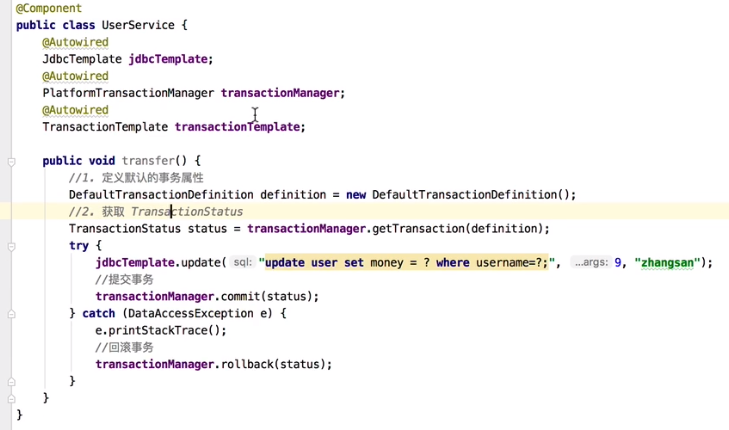 @Component
public class UserService {
@Autowired
JdbcTemplate jdbcTemplate;
@Autowired
PlatformTransactionManager transactionManager;
@Autowired
TransactionTemplate transactionTemplate;
public void transfer() {
//1. 定义默认的事务属性
DefaultTransactionDefinition definition = new DefaultTransactionDefinition();
//2. 获取 TransactionStatus
TransactionStatus status = transactionManager.getTransaction(definition);
try {
jdbcTemplate.update( sql: "update user set money = ? where username=?;", ...args: 9, "zhangsan");
//提交事务
transactionManager.commit(status);
} catch (DataAccessException e) {
e.printStackTrace();
//回滚事务
transactionManager.rollback(status);
}
}
}